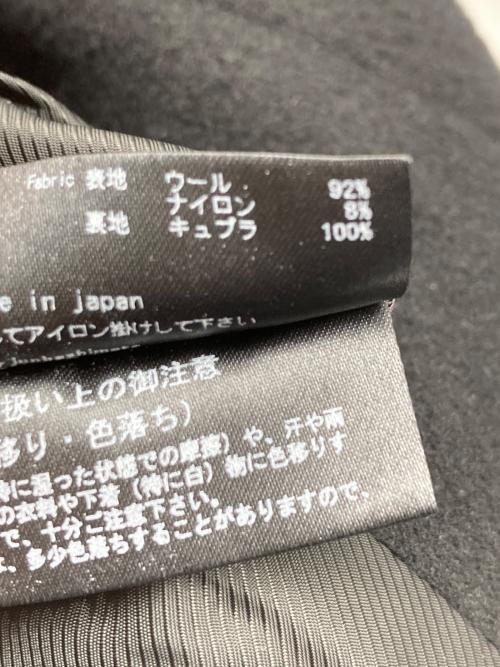 Fabric 表地 ウール 92%
ナイロン 8%
裏地 キュプラ 100%
e in japan
てアイロン掛けして下さい
扱い上の御注意
移り・色落ち)
特に湿った状態での摩擦)や、汗や雨
の衣料や下着(特に白)物に色移りす
で、十分ご注意下さい。
は、多少色落ちすることがありますので、